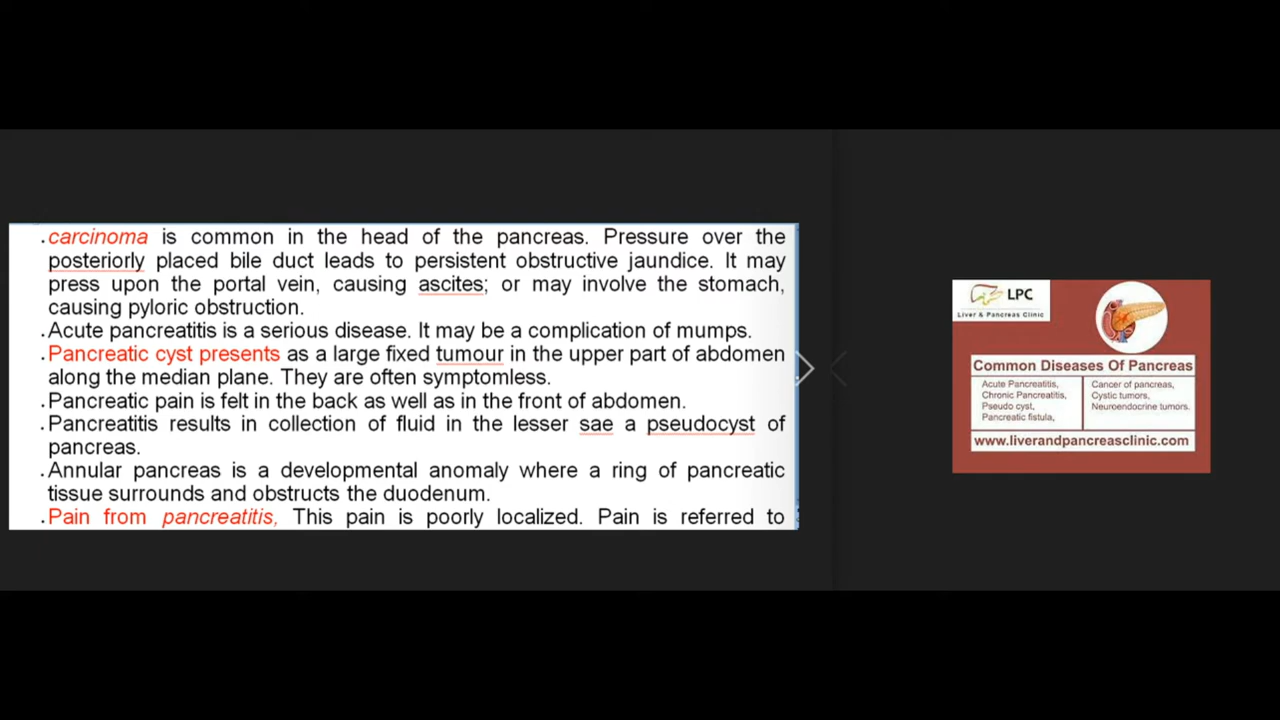 . carcinoma is common in the head of the pancreas. Pressure over the
posteriorly placed bile duct leads to persistent obstructive jaundice. It may
press upon the portal vein, causing ascites; or may involve the stomach,
causing pyloric obstruction.
. Acute pancreatitis is a serious disease. It may be a complication of mumps.
. Pancreatic cyst presents as a large fixed tumour in the upper part of abdomen
along the median plane. They are often symptomless.
. Pancreatic pain is felt in the back as well as in the front of abdomen.
. Pancreatitis results in collection of fluid in the lesser sae a pseudocyst of
pancreas.
. Annular pancreas is a developmental anomaly where a ring of pancreatic
tissue surrounds and obstructs the duodenum.
. Pain from pancreatitis, This pain is poorly localized. Pain is referred to
LPC
Liver & Pancreas Clinic
Common Diseases Of Pancreas
Acute Pancreatitis,
Chronic Pancreatitis,
Pseudo cyst,
Pancreatic fistula,
Cancer of pancreas,
Cystic tumors,
Neuroendocrine tumors.
www.liverandpancreasclinic.com